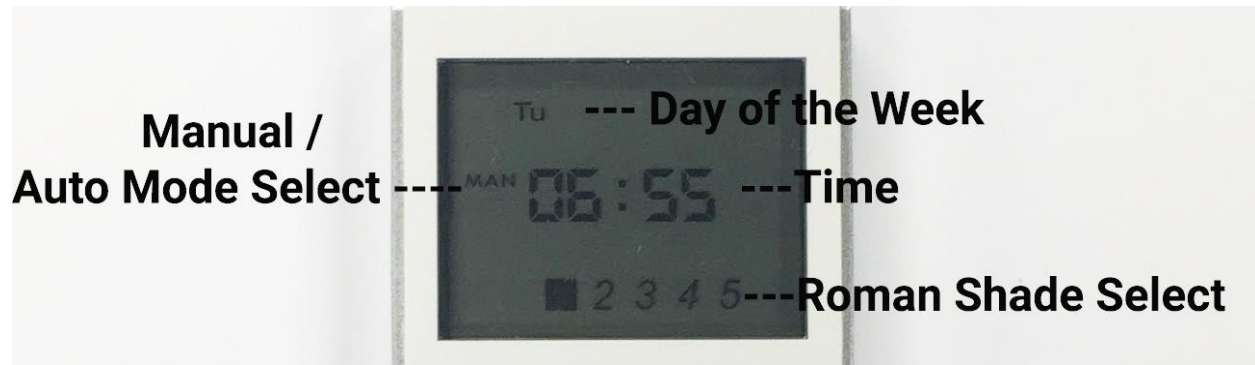 Tu --- Day of the Week
Manual /
Auto Mode Select ----MAN 06:55 ---Time
2 3 4 5---Roman Shade Select